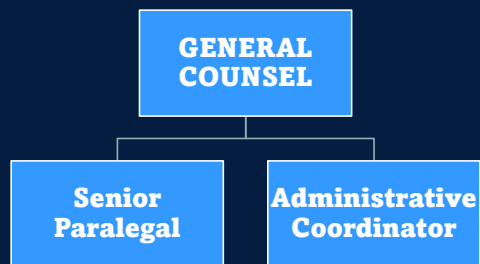 GENERAL
COUNSEL
Senior
Paralegal
Administrative
Coordinator